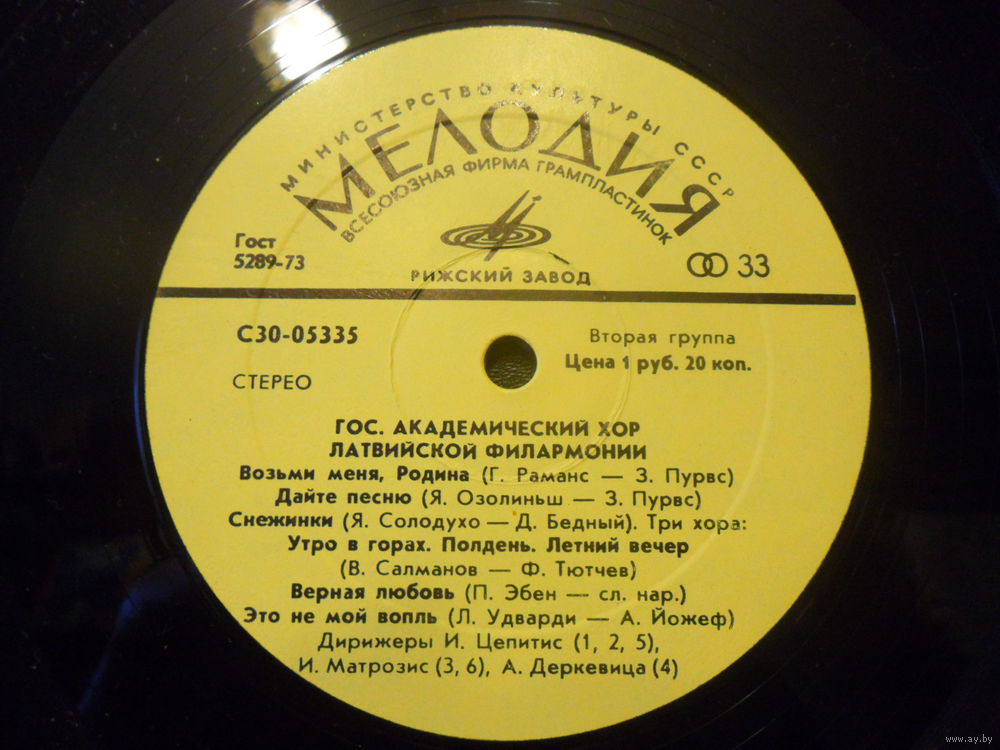 МИНИСТЕРСТВО КУЛЬТУРЫ СССР
МЕЛОДИЯ
ВСЕСОЮЗНАЯ ФИРМА ГРАМПЛАСТИНОК
Гост
5289-73
РИЖСКИЙ ЗАВОД
33
С30-05335
Вторая группа
Цена 1 руб. 20 коп.
СТЕРЕО
ГОС. АКАДЕМИЧЕСКИЙ ХОР
ЛАТВИЙСКОЙ ФИЛАРМОНИИ
Возьми меня, Родина (Г. Раманс — З. Пурвс)
Дайте песню (Я. Озолиньш — З. Пурвс)
Снежинки (Я. Солодухо — Д. Бедный). Три хора:
Утро в горах. Полдень. Летний вечер
(В. Салманов — Ф. Тютчев)
Верная любовь (П. Эбен — сл. нар.)
Это не мой вопль (Л. Удварди — А. Йожеф)
Дирижеры И. Цепитис (1, 2, 5),
И. Матрозис (3, 6), А. Деркевица (4)
www.ay.by